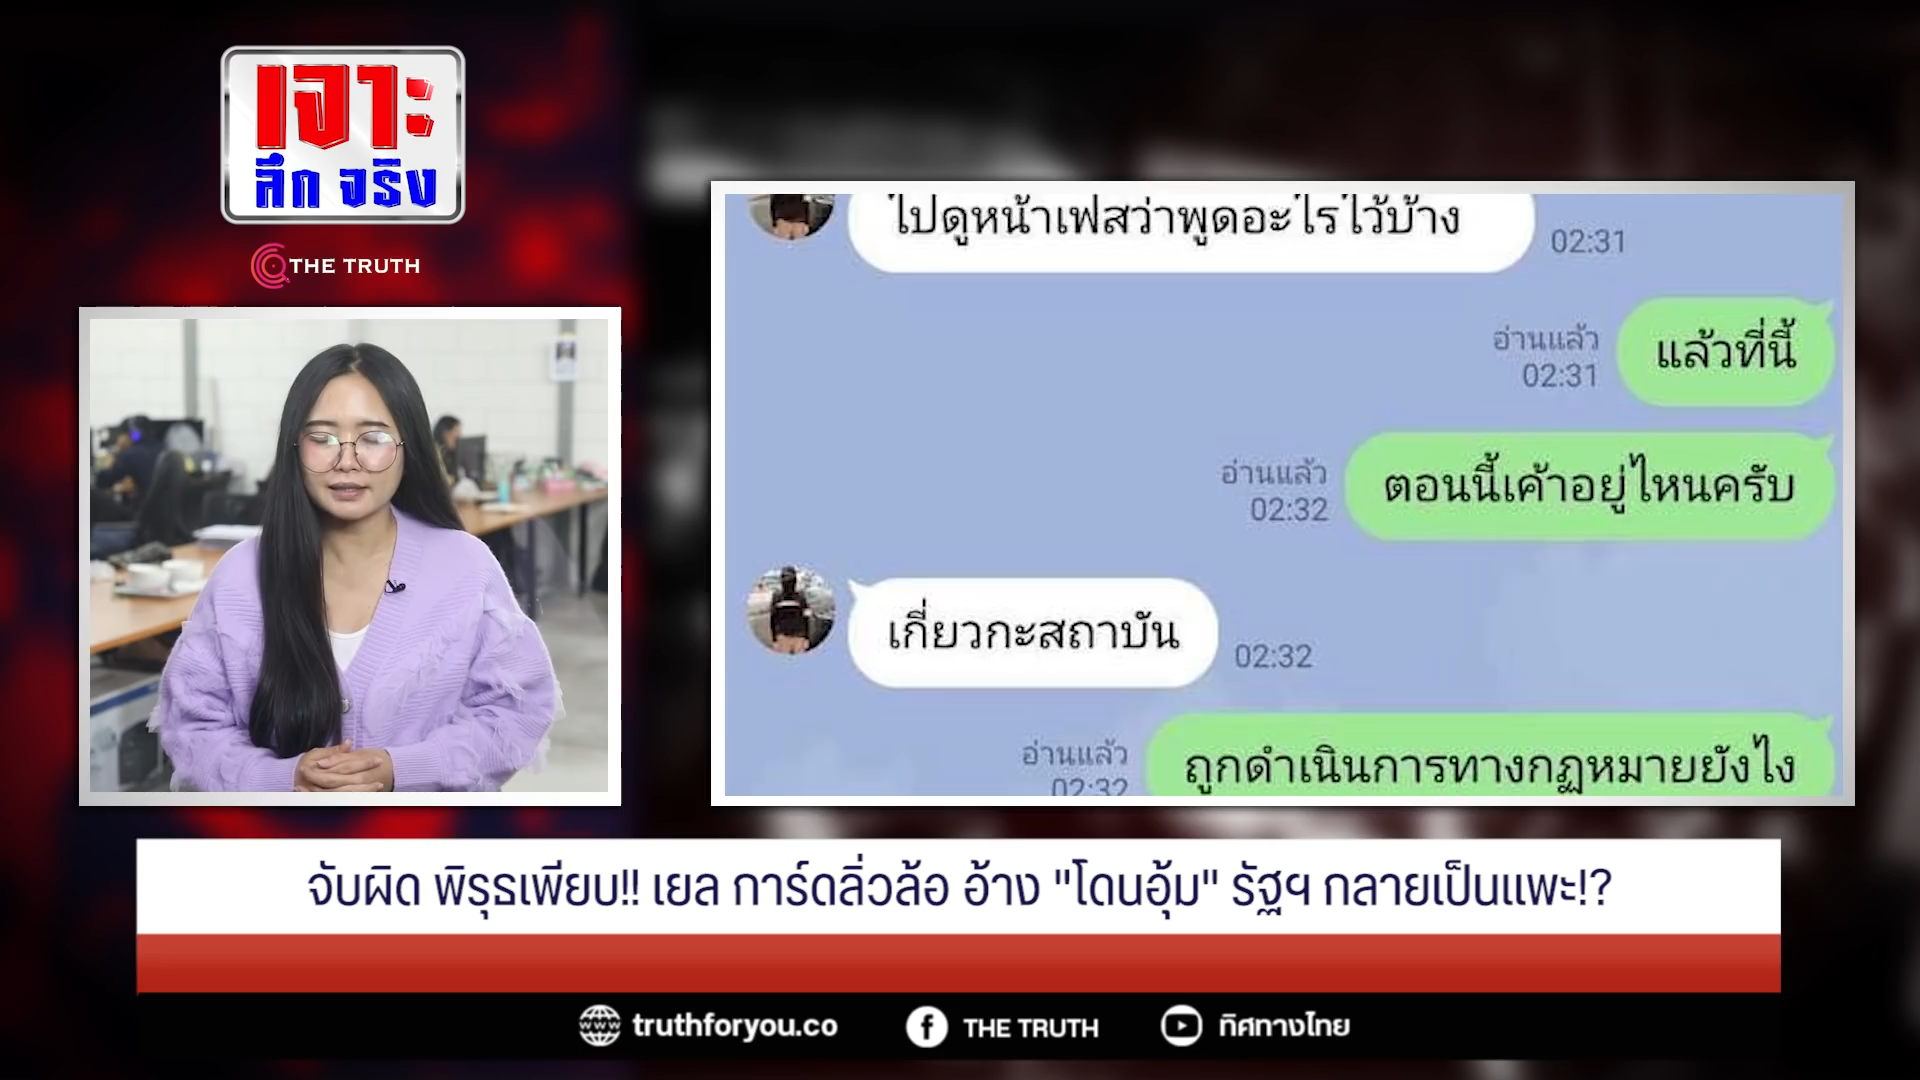 เจาะ
ลึก จริง
THE TRUTH
ไปดูหน้าเฟสว่าพูดอะไรไว้บ้าง
02:31
แล้วที่นี้
อ่านแล้ว
02:31
ตอนนี้เค้าอยู่ไหนครับ
อ่านแล้ว
02:32
เกี่ยวกะสถาบัน
02:32
ถูกดำเนินการทางกฏหมายยังไง
อ่านแล้ว
02:32
จับผิด พิรุธเพียบ!! เยล การ์ดลิ่วล้อ อ้าง "โดนอุ้ม" รัฐฯ กลายเป็นแพะ!?
www truthforyou.co
f THE TRUTH
ทิศทางไทย